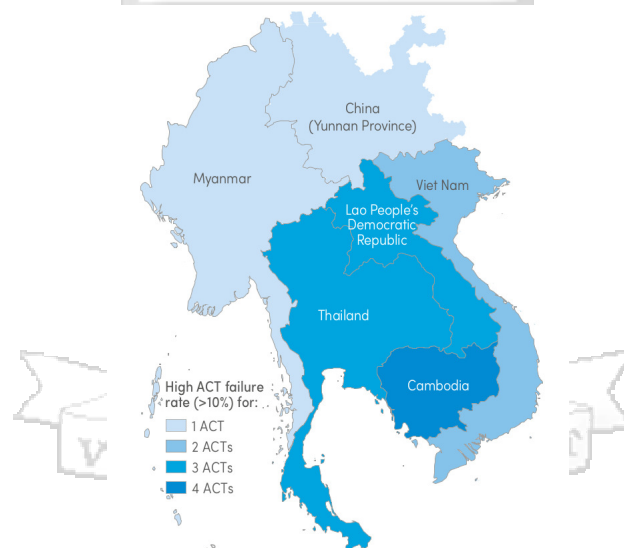 China
(Yunnan Province)
Myanmar
Viet Nam
Lao People's
Democratic
Republic
Thailand
Cambodia
High ACT failure
rate (>10%) for:
1 ACT
2 ACTs
3 ACTs
4 ACTs